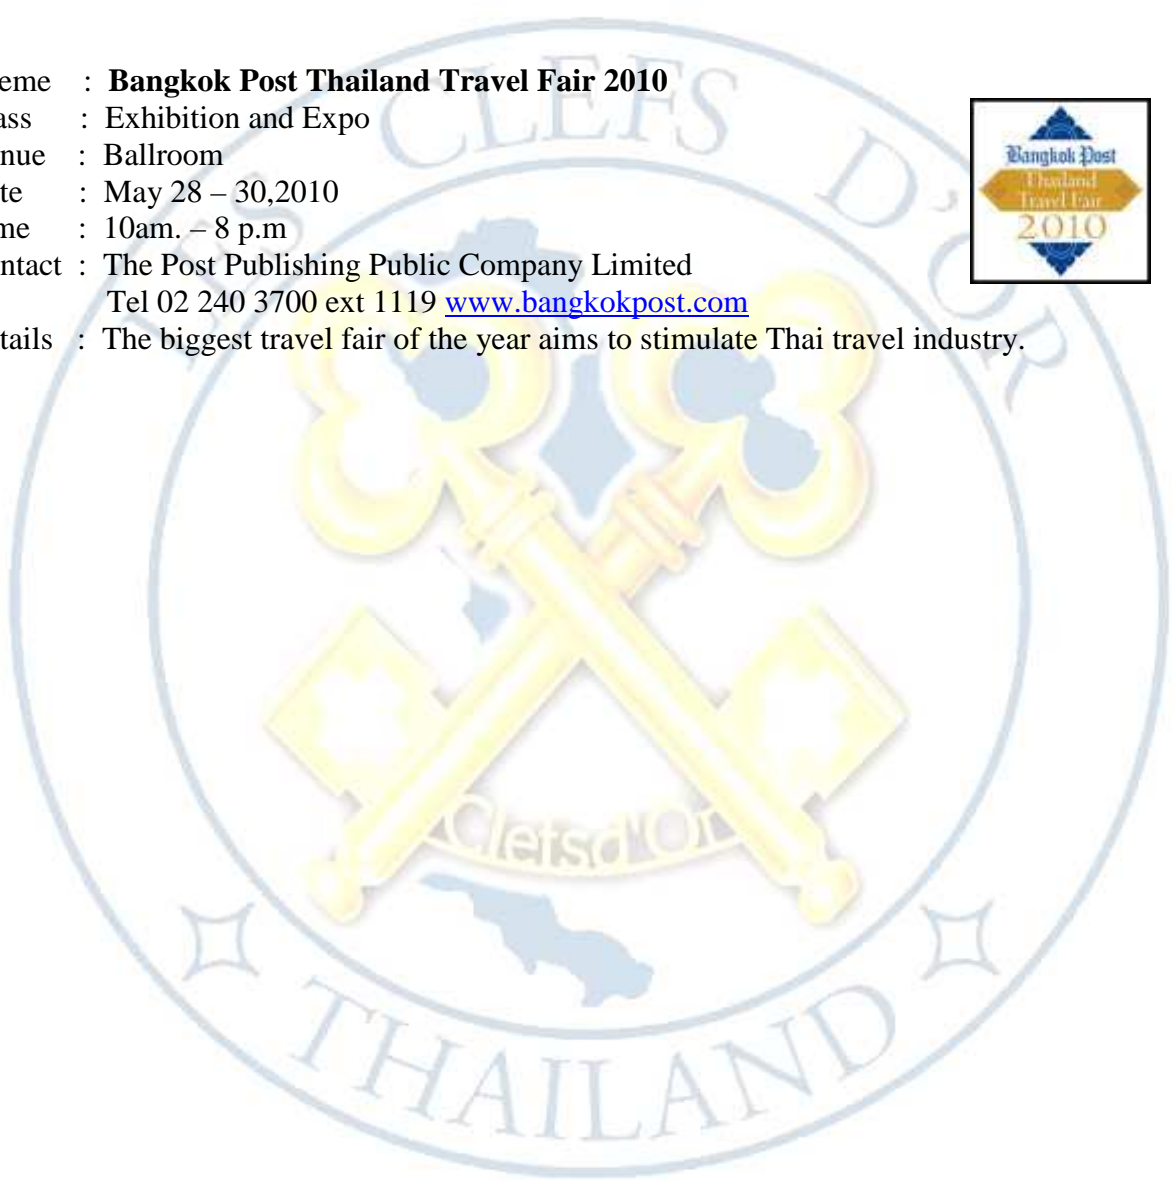 eme : Bangkok Post Thailand Travel Fair 2010
ass : Exhibition and Expo
nue : Ballroom
te : May 28 – 30,2010
me : 10am. – 8 p.m
ntact : The Post Publishing Public Company Limited
Tel 02 240 3700 ext 1119 www.bangkokpost.com
tails : The biggest travel fair of the year aims to stimulate Thai travel industry.
Bangkok Post
Thailand
Travel Fair
2010
LES CLEFS D'OR
Clefsd'Or
THAILAND